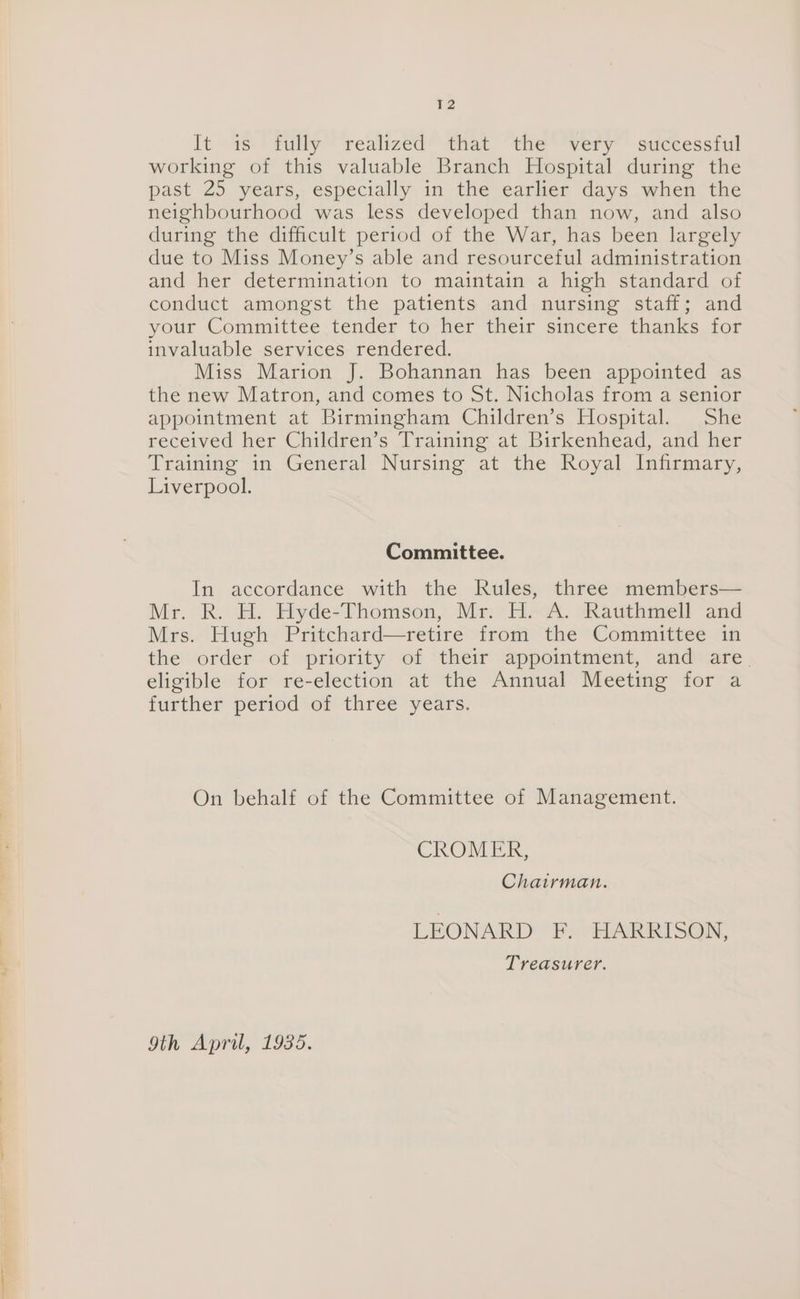 12
It is fully realized that the very successful
working of this valuable Branch Hospital during the
past 25 years, especially in the earlier days when the
neighbourhood was less developed than now, and also
during the difficult period of the War, has been largely
due to Miss Money's able and resourceful administration
and her determination to maintain a high standard of
conduct amongst the patients and nursing staff; and
your Committee tender to her their sincere thanks for
invaluable services rendered.
Miss Marion J. Bohannan has been appointed as
the new Matron, and comes to St. Nicholas from a senior
appointment at Birmingham Children's Hospital. She
received her Children's Training at Birkenhead, and her
Training in General Nursing at the Royal Infirmary,
Liverpool.
Committee.
In accordance with the Rules, three members—
Mr. R. H. Hyde-Thomson, Mr. H. A. Rauthmell and
Mrs. Hugh Pritchard—retire from the Committee in
the order of priority of their appointment, and are
eligible for re-election at the Annual Meeting for a
further period of three years.
On behalf of the Committee of Management.
CROMER,
Chairman.
LEONARD F. HARRISON,
Treasurer.
9th April, 1935.